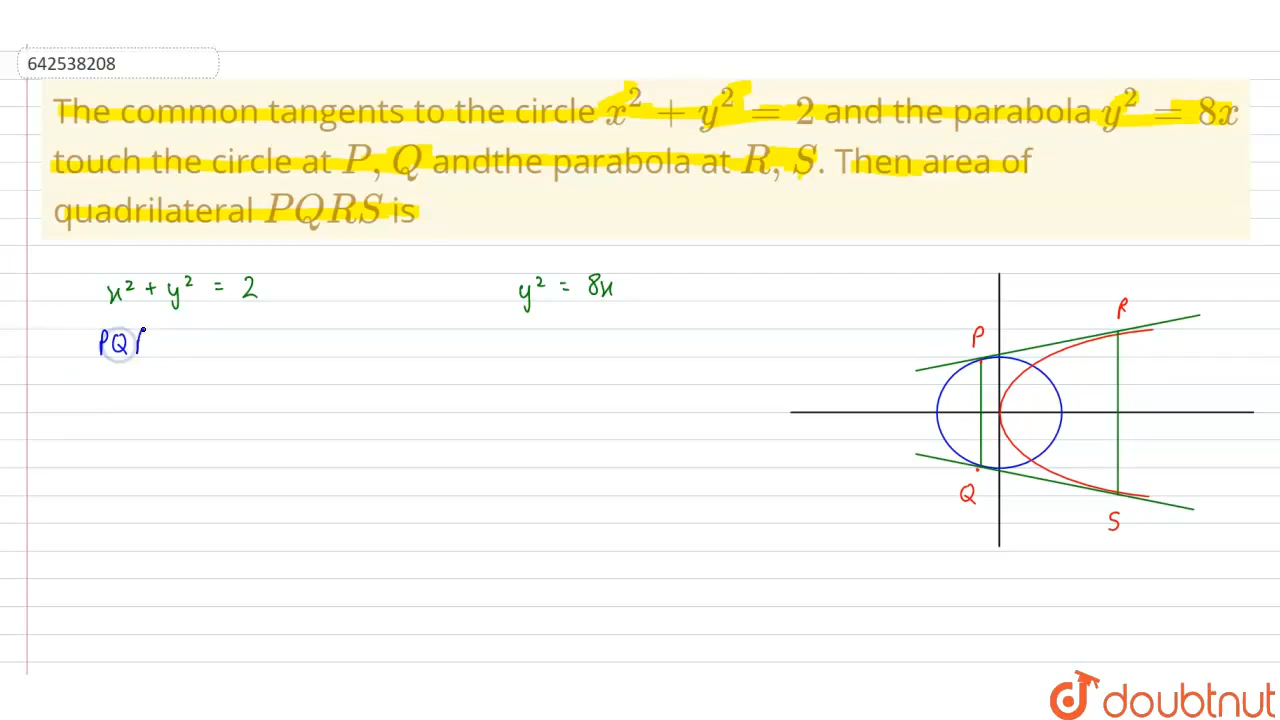 642538208
The common tangents to the circle x² + y² = 2 and the parabola y² = 8x
touch the circle at P, Q andthe parabola at R, S. Then area of
quadrilateral PQRS is
x² + y² = 2
y² = 8x
PQ
R
P
Q
S
doubtnut